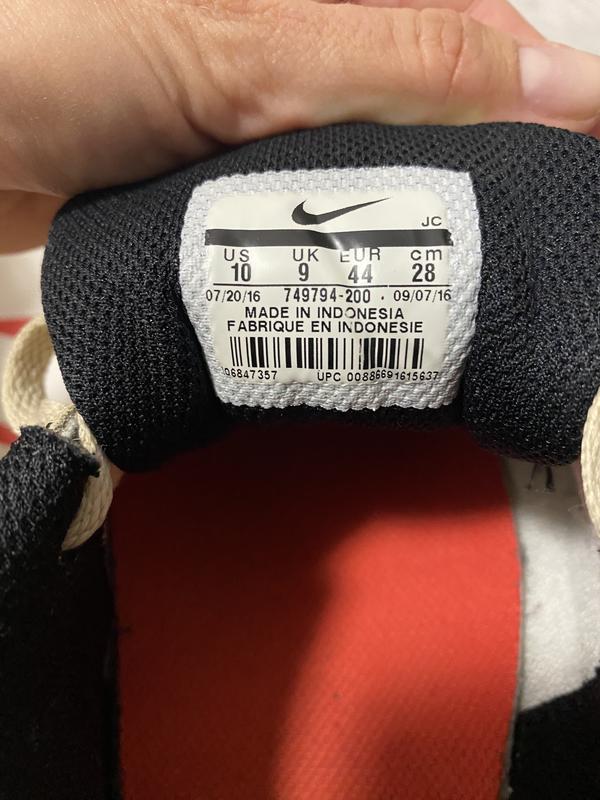 JC
US UK EUR cm
10 9 44 28
07/20/16 749794-200 • 09/07/16
MADE IN INDONESIA
FABRIQUE EN INDONESIE
06847357 UPC 00886691615637